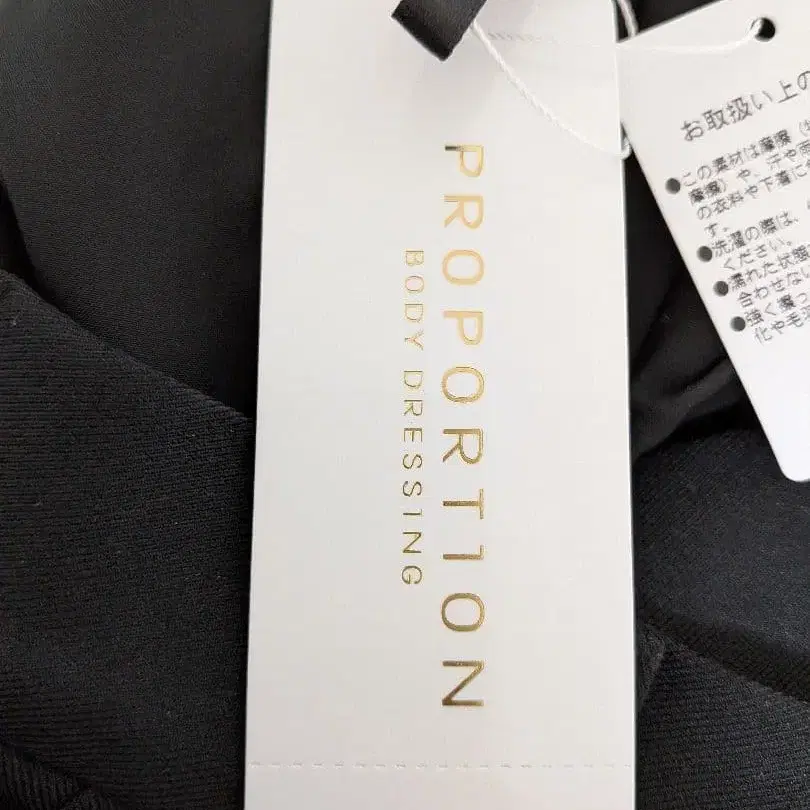 PROPORTION
BODY DRESSING
お取扱い上の
●この素材は摩擦
摩擦)や、汗や雨
の衣料や下着に
す。
●洗濯の際は、
ください。
●濡れた状態
合わせない
●強く擦っ
化や毛